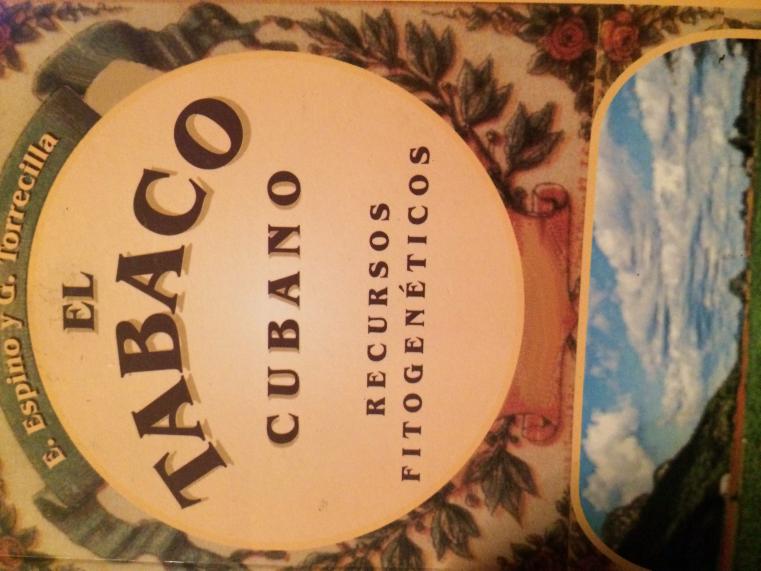 E. Espino y G. Torrecilla
EL
TABACO
CUBANO
RECURSOS
FITOGENÉTICOS